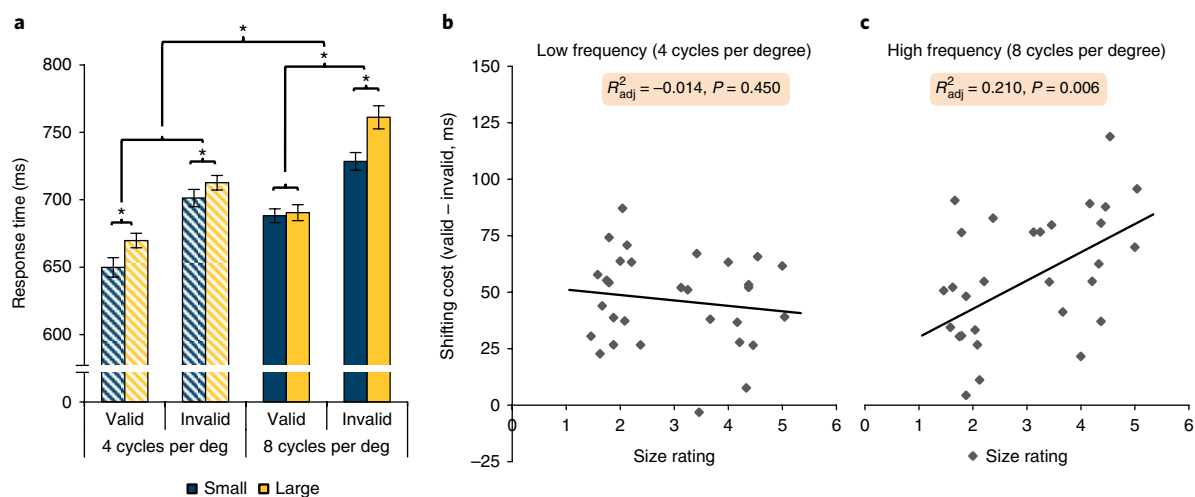 a
*
*
*
*
*
*
800
750
700
650
600
0
Response time (ms)
Valid Invalid Valid Invalid
4 cycles per deg 8 cycles per deg
Small Large
b
Low frequency (4 cycles per degree)
R²adj = –0.014, P = 0.450
150
125
100
75
50
25
0
–25
Shifting cost (valid – invalid, ms)
0 1 2 3 4 5 6
Size rating
c
High frequency (8 cycles per degree)
R²adj = 0.210, P = 0.006
0 1 2 3 4 5 6
Size rating